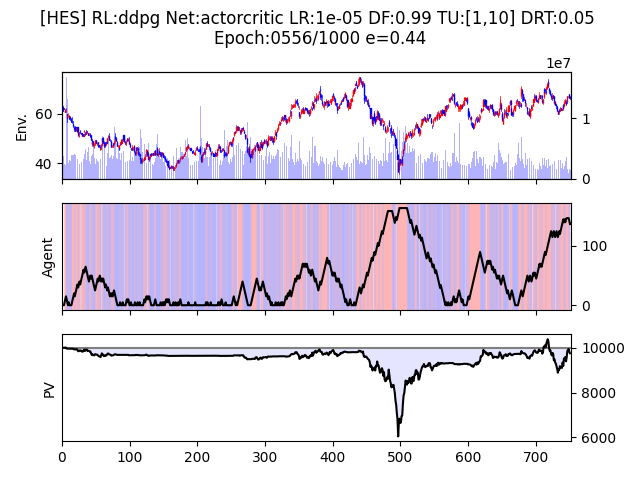 [HES] RL:ddpg Net:actorcritic LR:1e-05 DF:0.99 TU:[1,10] DRT:0.05
Epoch:0556/1000 e=0.44
1e7
Env.
60
40
1
0
Agent
100
0
PV
10000
8000
6000
0 100 200 300 400 500 600 700